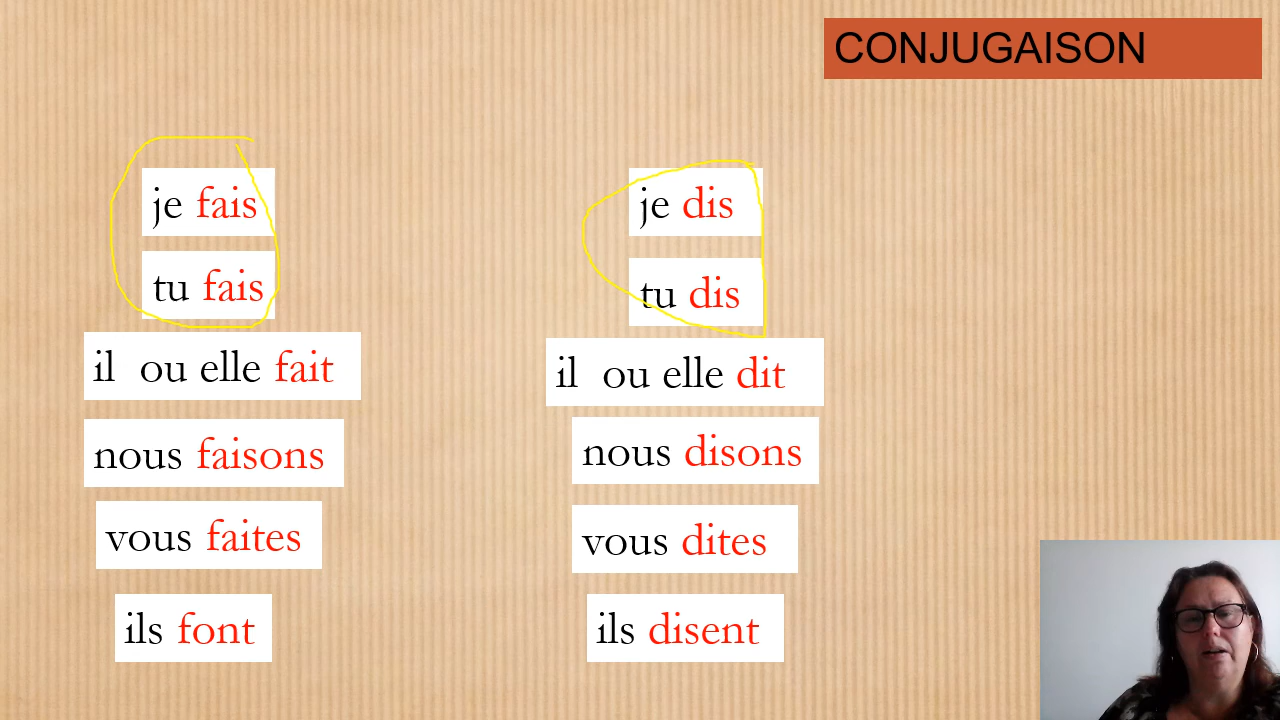 CONJUGAISON
je fais
tu fais
il ou elle fait
nous faisons
vous faites
ils font
je dis
tu dis
il ou elle dit
nous disons
vous dites
ils disent